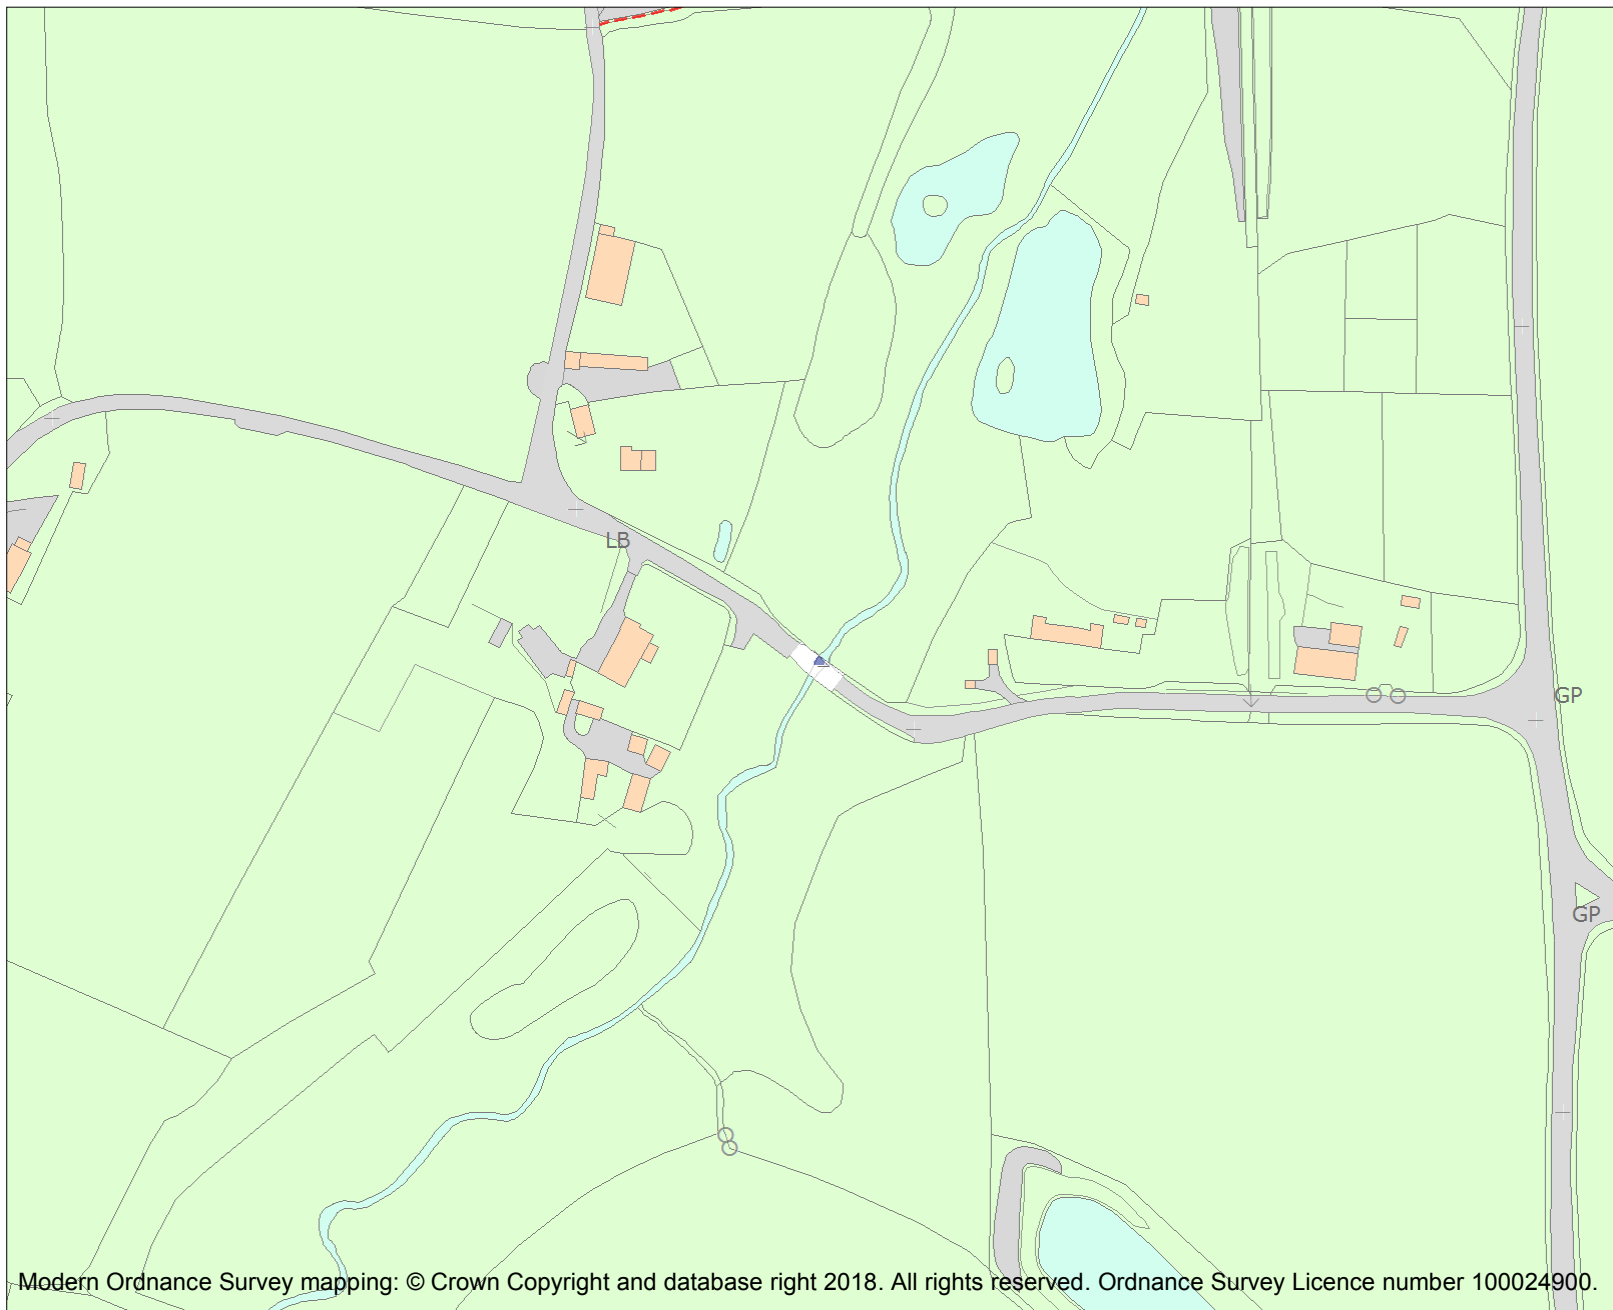 LB
GP
GP
Modern Ordnance Survey mapping: © Crown Copyright and database right 2018. All rights reserved. Ordnance Survey Licence number 100024900.